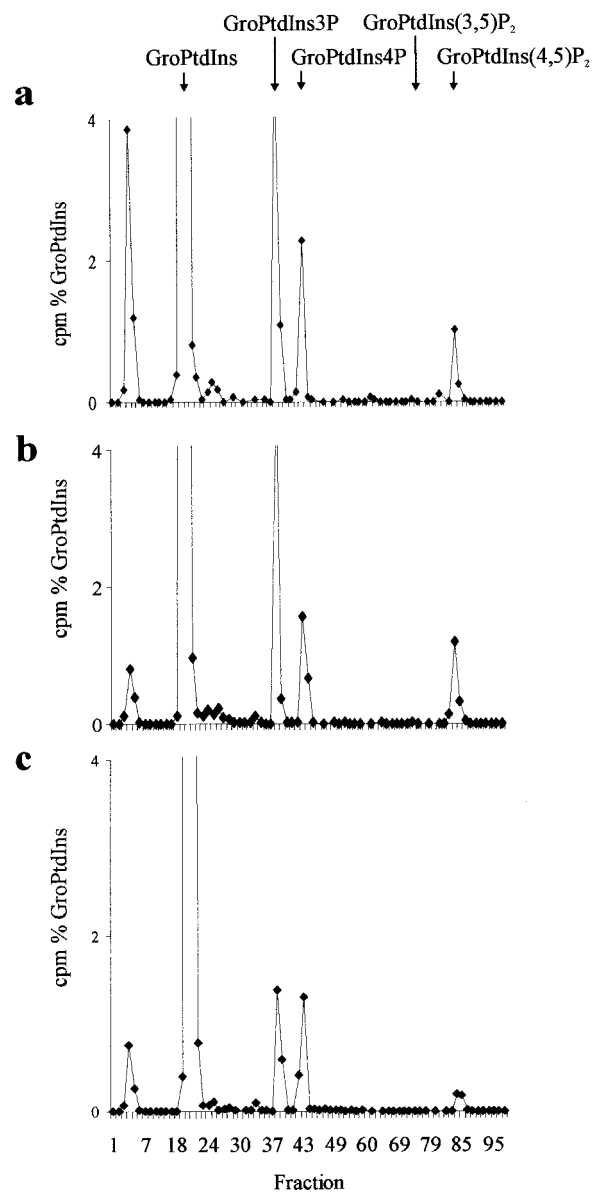 GroPtdIns3P GroPtdIns(3,5)P₂
GroPtdIns GroPtdIns4P GroPtdIns(4,5)P₂
a
4
2
0
cpm % GroPtdIns
b
4
2
0
cpm % GroPtdIns
c
4
2
0
cpm % GroPtdIns
1 7 18 24 30 37 43 49 60 69 79 85 95
Fraction